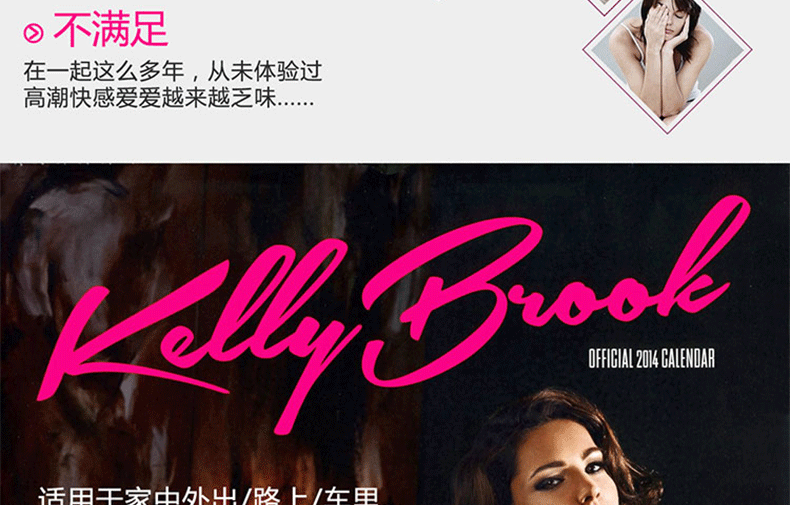 不满足
在一起这么多年，从未体验过
高潮快感爱爱越来越乏味......
Kelly Brook
OFFICIAL 2014 CALENDAR
适用于家中外出/路上/车里